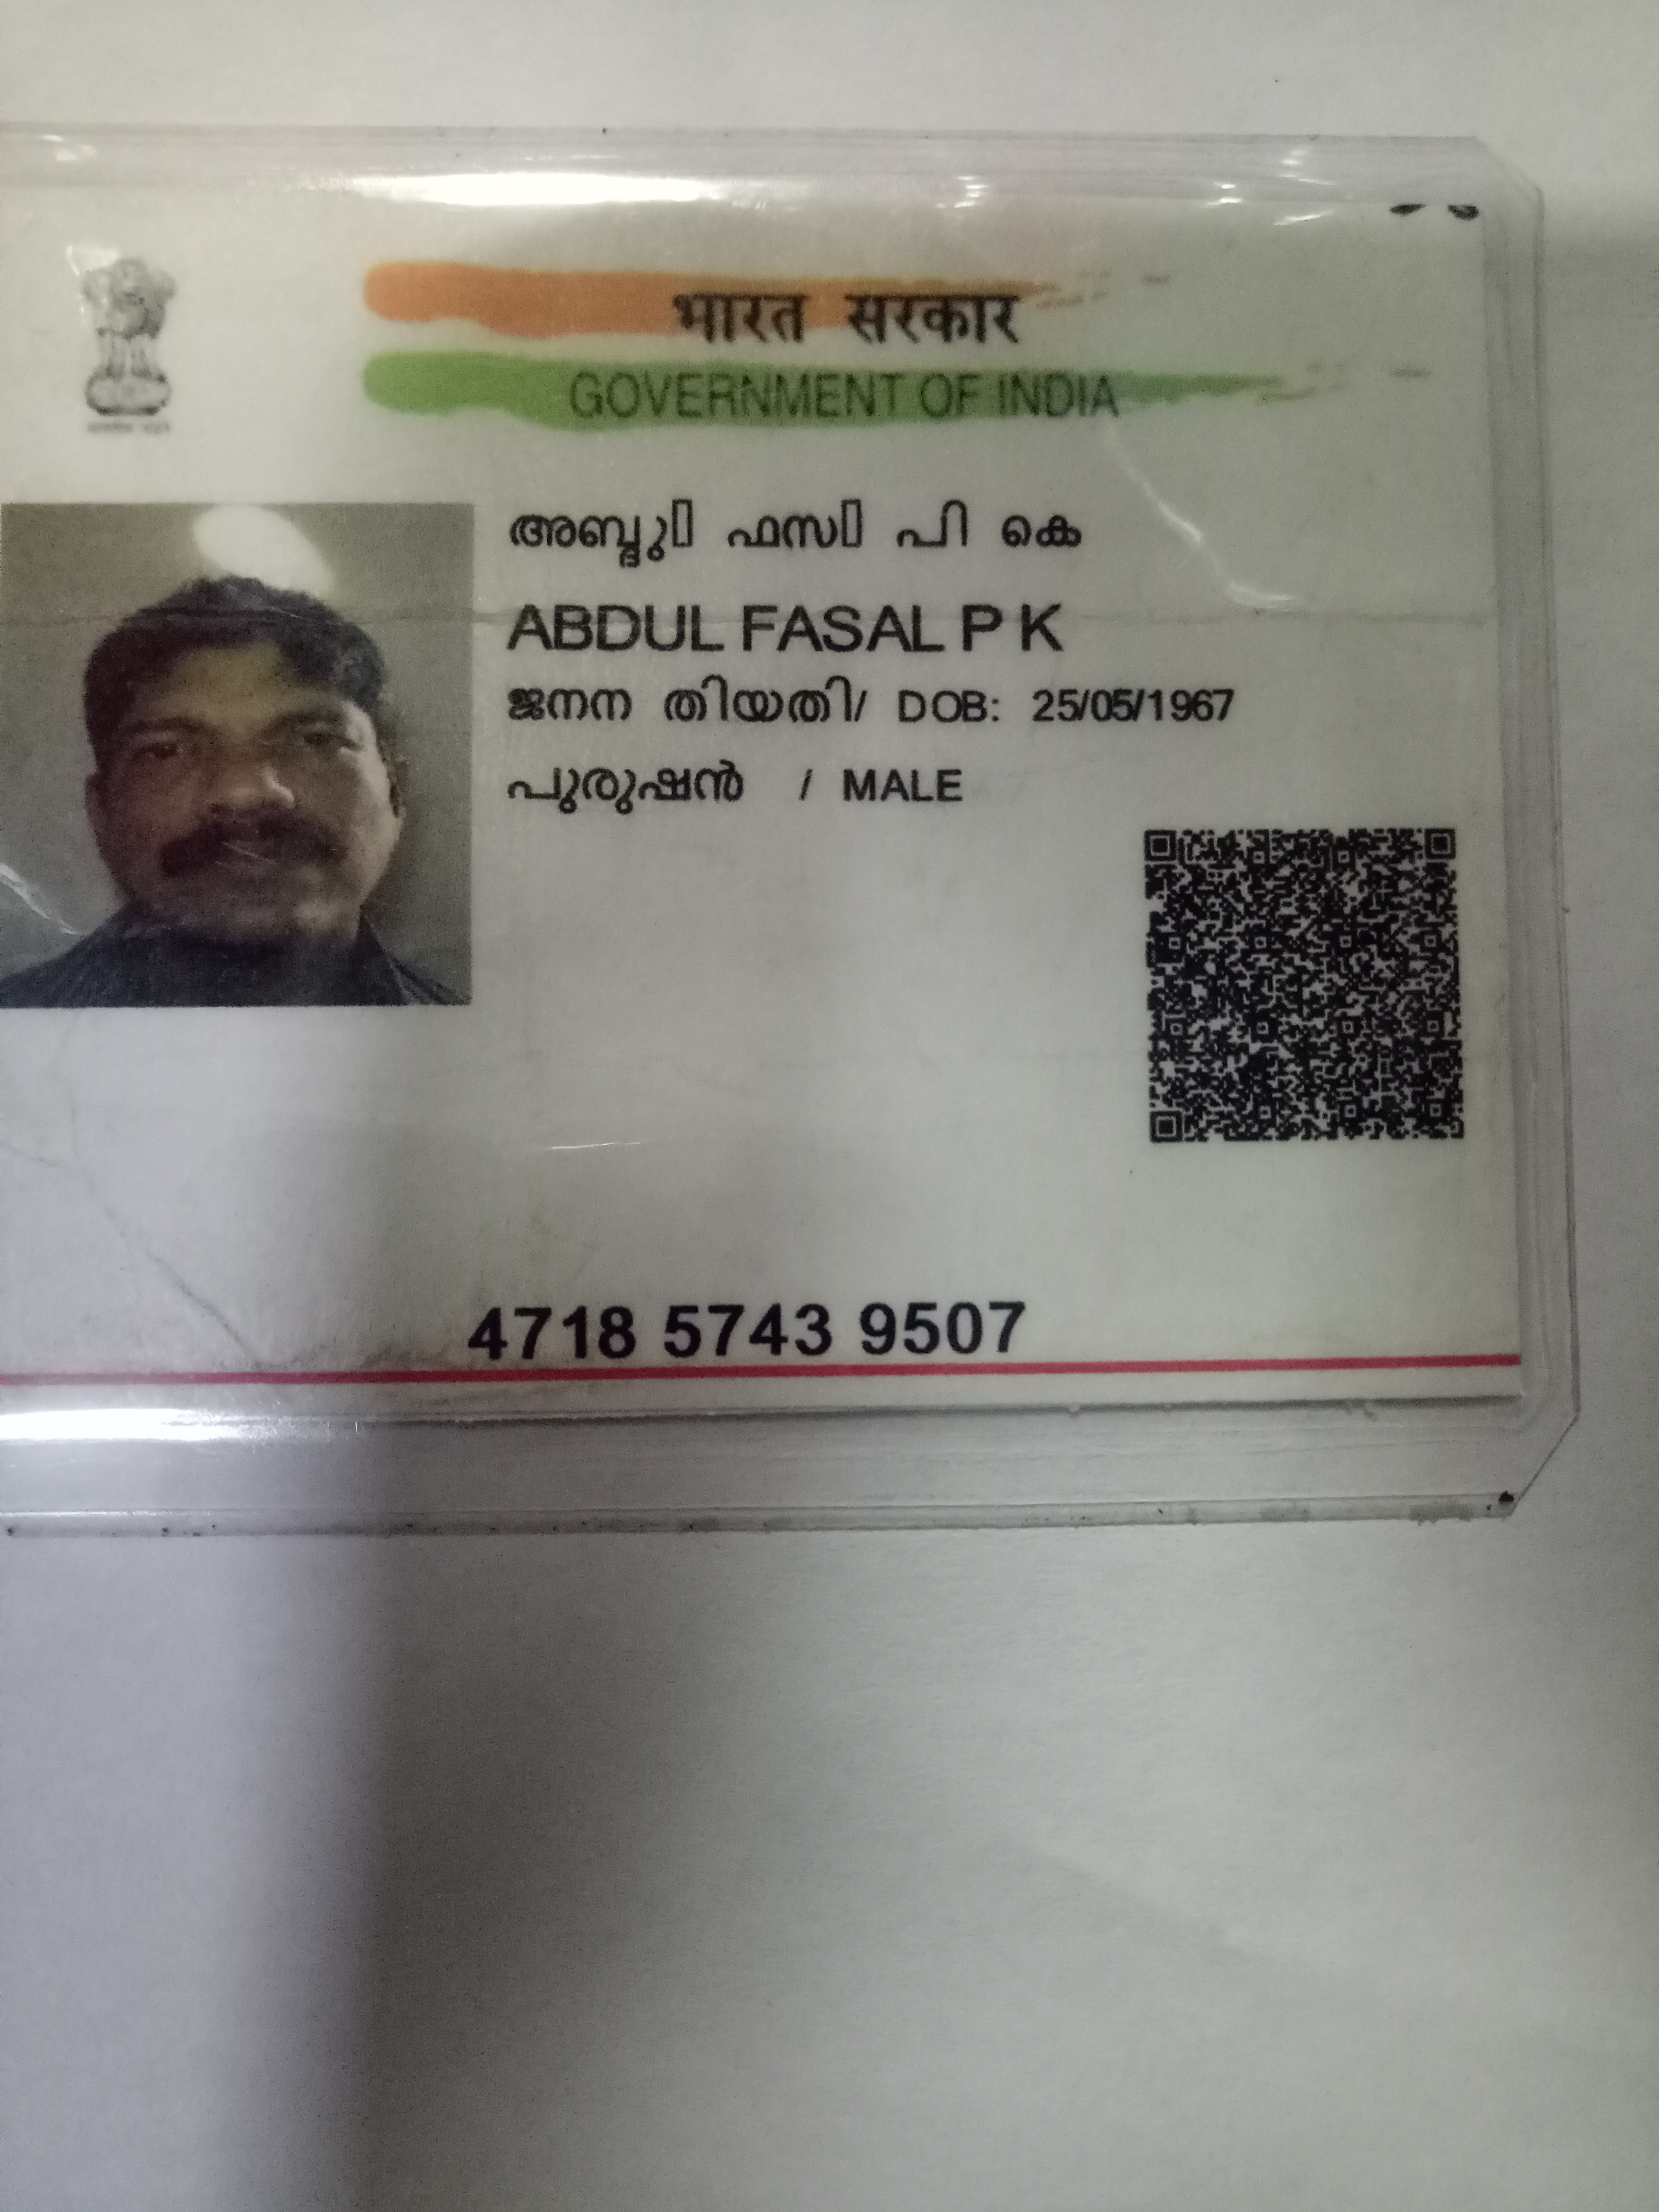 भारत सरकार
GOVERNMENT OF INDIA
അബ്ദു▯ ഫസ▯ പി കെ
ABDUL FASAL P K
ജനന തിയതി/ DOB: 25/05/1967
പുരുഷൻ / MALE
4718 5743 9507